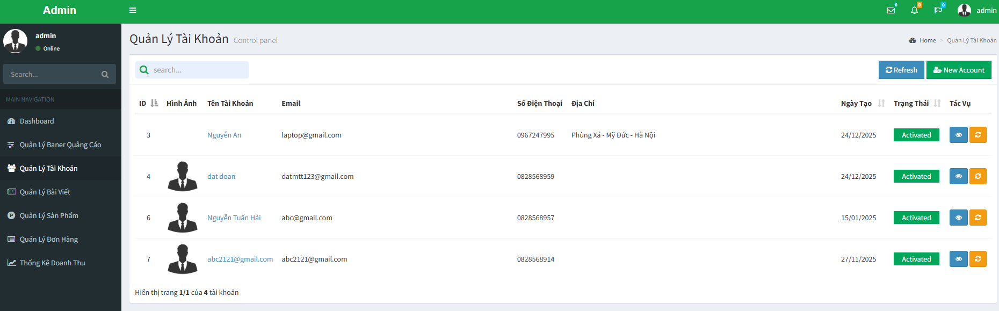 Admin
0 0 0 admin
admin
Online
Search...
MAIN NAVIGATION
Dashboard
Quản Lý Baner Quảng Cáo
Quản Lý Tài Khoản
Quản Lý Bài Viết
Quản Lý Sản Phẩm
Quản Lý Đơn Hàng
Thống Kê Doanh Thu
Quản Lý Tài Khoản Control panel
Home > Quản Lý Tài Khoản
search...
Refresh New Account
ID Hình Ảnh Tên Tài Khoản Email Số Điện Thoại Địa Chỉ Ngày Tạo Trạng Thái Tác Vụ
3 Nguyễn An laptop@gmail.com 0967247995 Phùng Xá - Mỹ Đức - Hà Nội 24/12/2025 Activated
4 dat doan datmtt123@gmail.com 0828568959 24/12/2025 Activated
6 Nguyễn Tuấn Hải abc@gmail.com 0828568957 15/01/2025 Activated
7 abc2121@gmail.com abc2121@gmail.com 0828568914 27/11/2025 Activated
Hiển thị trang 1/1 của 4 tài khoản